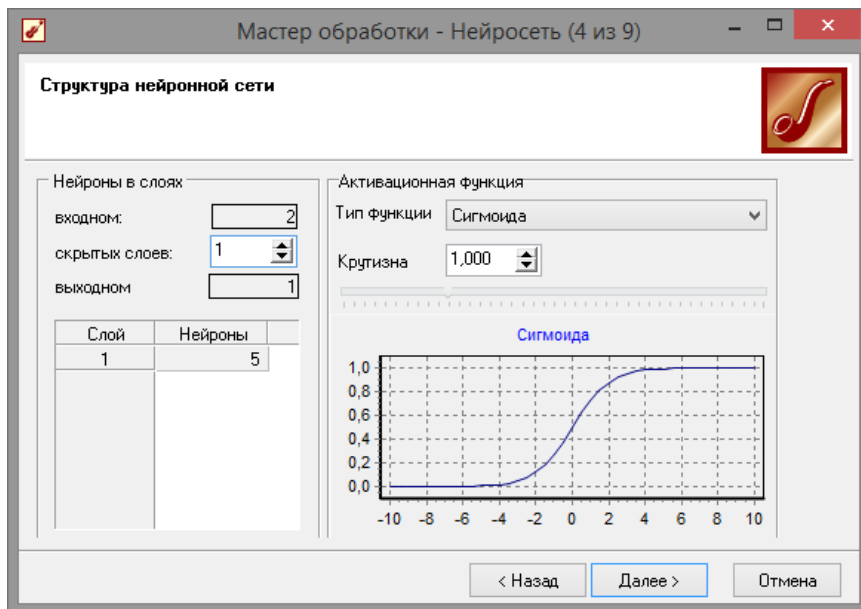 Мастер обработки - Нейросеть (4 из 9)
Структура нейронной сети
Нейроны в слоях
входном: 2
скрытых слоев: 1
выходном 1
Слой Нейроны
1 5
Активационная функция
Тип функции Сигмоида
Крутизна 1,000
Сигмоида
1,0
0,8
0,6
0,4
0,2
0,0
-10 -8 -6 -4 -2 0 2 4 6 8 10
< Назад Далее > Отмена